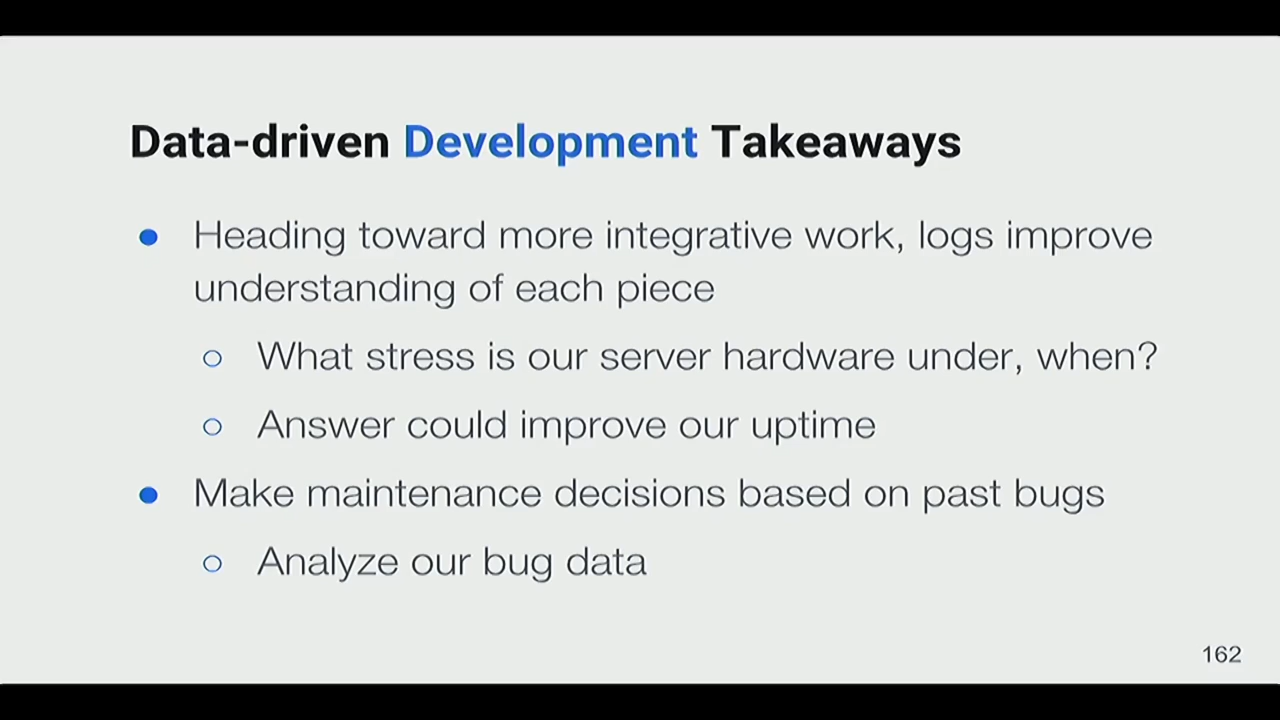 Data-driven Development Takeaways
● Heading toward more integrative work, logs improve
understanding of each piece
○ What stress is our server hardware under, when?
○ Answer could improve our uptime
● Make maintenance decisions based on past bugs
○ Analyze our bug data
162